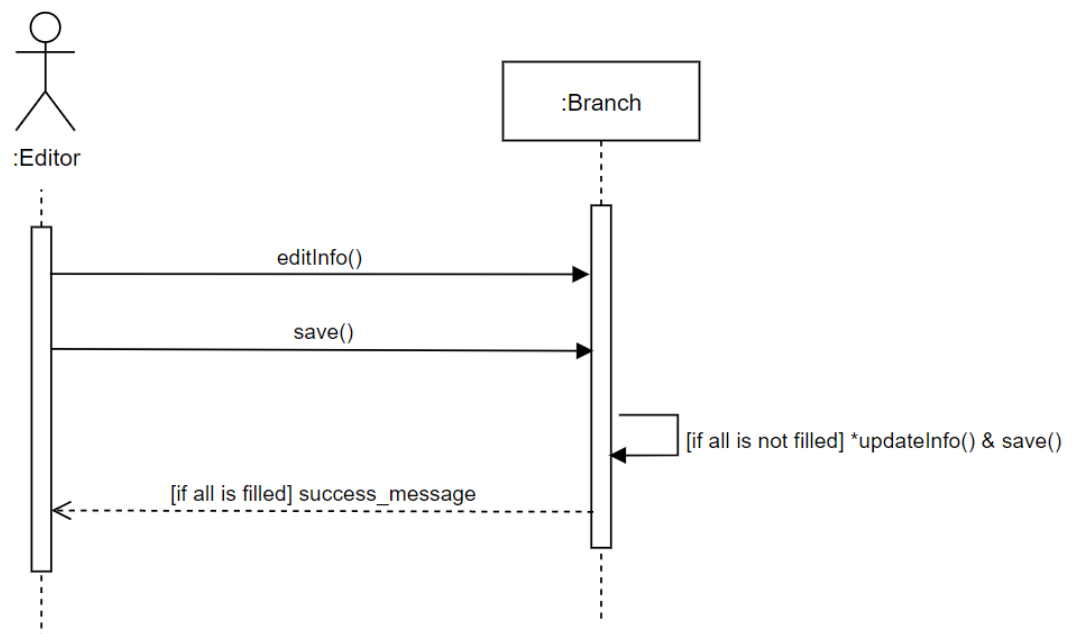 :Branch
:Editor
editInfo()
save()
[if all is not filled] *updateInfo() & save()
[if all is filled] success_message